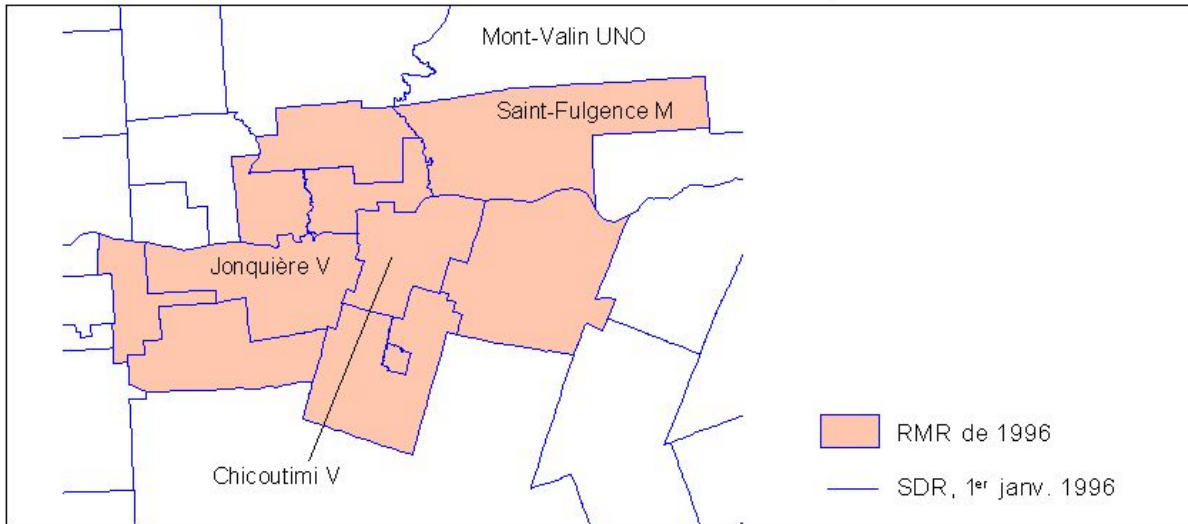 Mont-Valin UNO
Saint-Fulgence M
Jonquière V
Chicoutimi V
RMR de 1996
SDR, 1er janv. 1996